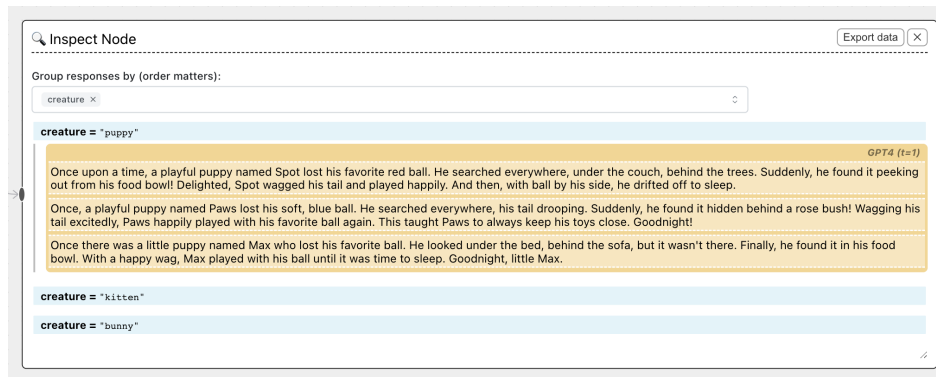 Inspect Node
Export data
Group responses by (order matters):
creature ×
creature = "puppy"
GPT4 (t=1)
Once upon a time, a playful puppy named Spot lost his favorite red ball. He searched everywhere, under the couch, behind the trees. Suddenly, he found it peeking
out from his food bowl! Delighted, Spot wagged his tail and played happily. And then, with ball by his side, he drifted off to sleep.
Once, a playful puppy named Paws lost his soft, blue ball. He searched everywhere, his tail drooping. Suddenly, he found it hidden behind a rose bush! Wagging his
tail excitedly, Paws happily played with his favorite ball again. This taught Paws to always keep his toys close. Goodnight!
Once there was a little puppy named Max who lost his favorite ball. He looked under the bed, behind the sofa, but it wasn't there. Finally, he found it in his food
bowl. With a happy wag, Max played with his ball until it was time to sleep. Goodnight, little Max.
creature = "kitten"
creature = "bunny"